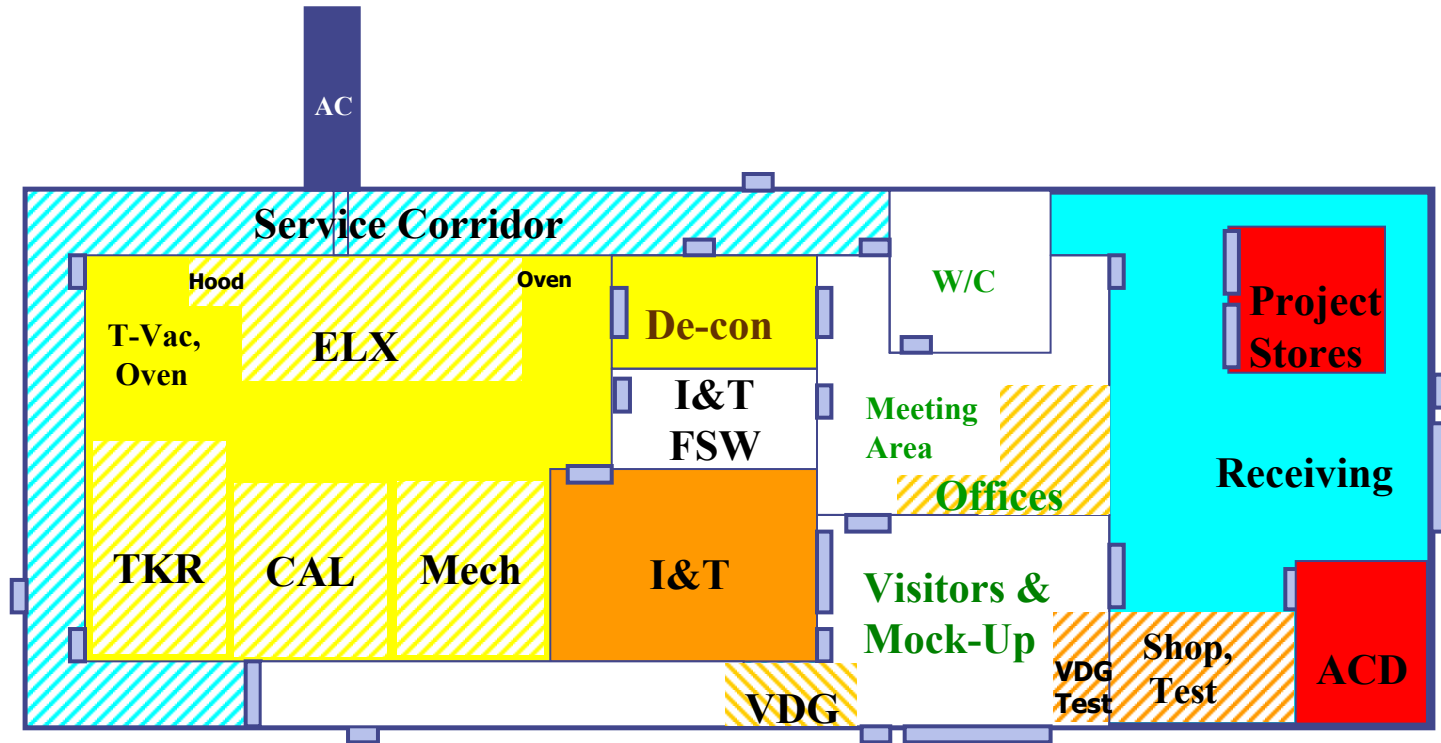 AC
Service Corridor
Hood
Oven
T-Vac,
Oven
ELX
De-con
W/C
Project
Stores
I&T
FSW
Meeting
Area
Offices
Receiving
TKR
CAL
Mech
I&T
Visitors &
Mock-Up
VDG
VDG
Test
Shop,
Test
ACD